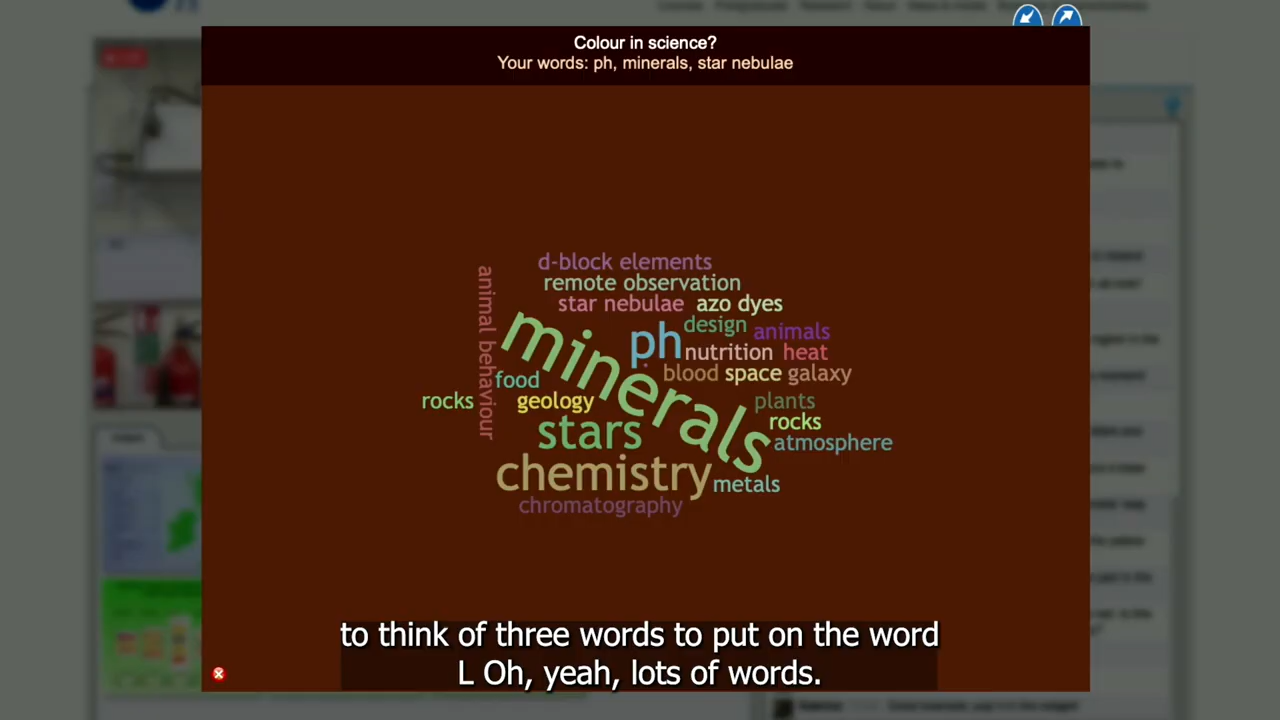 Colour in science?
Your words: ph, minerals, star nebulae
d-block elements
remote observation
star nebulae
azo dyes
animal behaviour
minerals
ph
design
animals
nutrition
heat
food
blood
space
galaxy
rocks
geology
plants
stars
rocks
atmosphere
chemistry
metals
chromatography
to think of three words to put on the word
L Oh, yeah, lots of words.